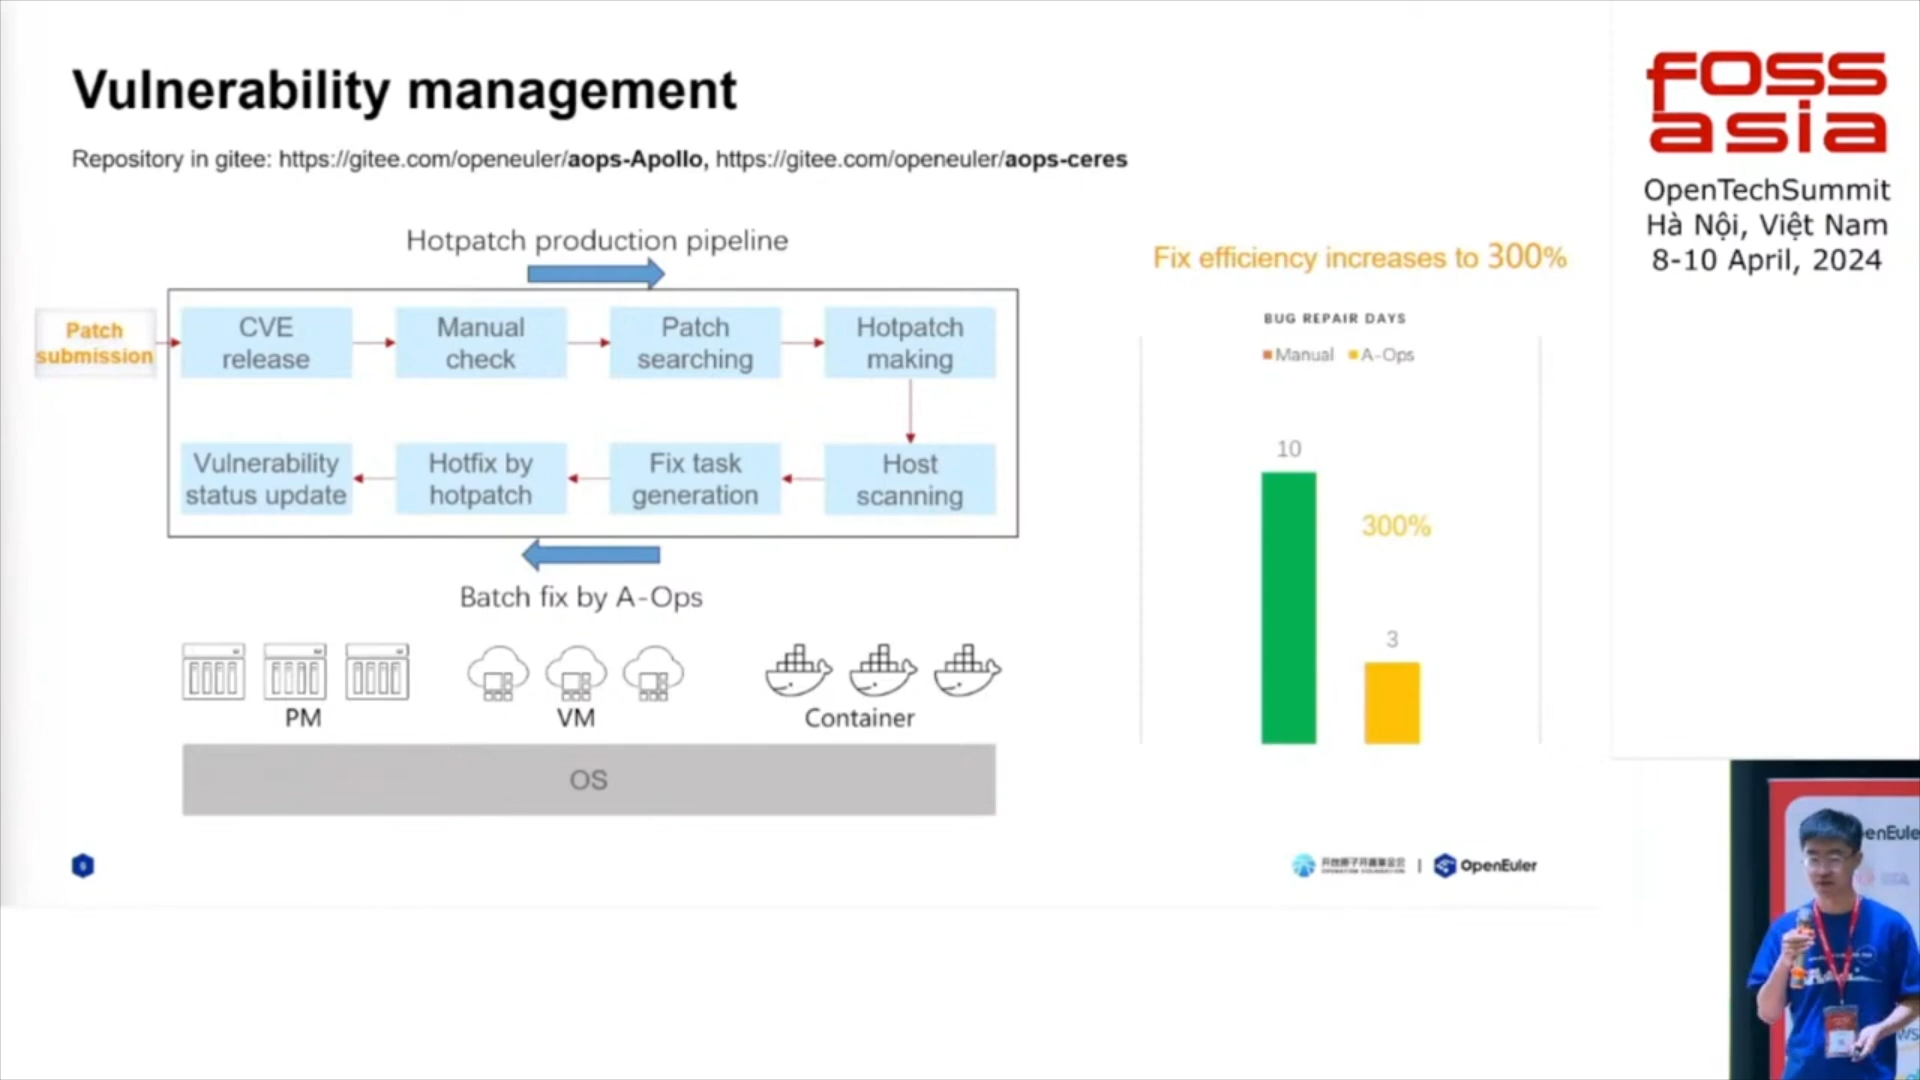 Vulnerability management
Repository in gitee: https://gitee.com/openeuler/aops-Apollo, https://gitee.com/openeuler/aops-ceres
Hotpatch production pipeline
Patch
submission
CVE
release
Manual
check
Patch
searching
Hotpatch
making
Vulnerability
status update
Hotfix by
hotpatch
Fix task
generation
Host
scanning
Batch fix by A-Ops
PM
VM
Container
OS
Fix efficiency increases to 300%
BUG REPAIR DAYS
Manual
A-Ops
10
300%
3
OpenEuler
foss
asia
OpenTechSummit
Hà Nội, Việt Nam
8-10 April, 2024
enEule